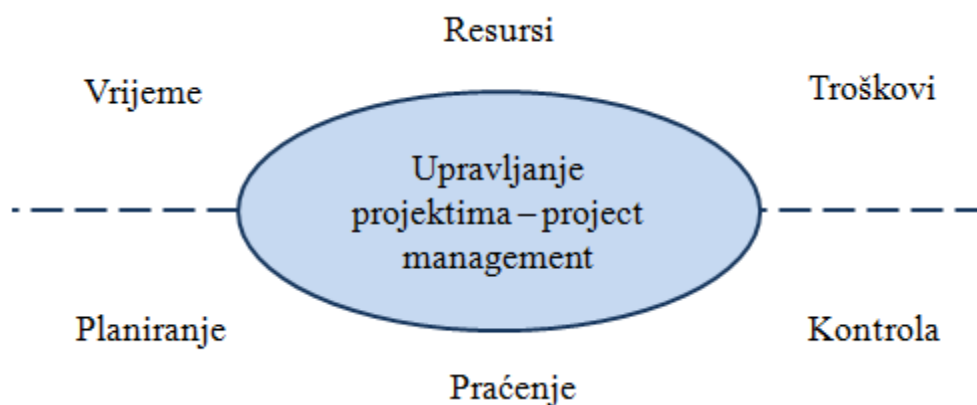 Resursi
Vrijeme
Troškovi
Upravljanje
projektima – project
management
Planiranje
Kontrola
Praćenje